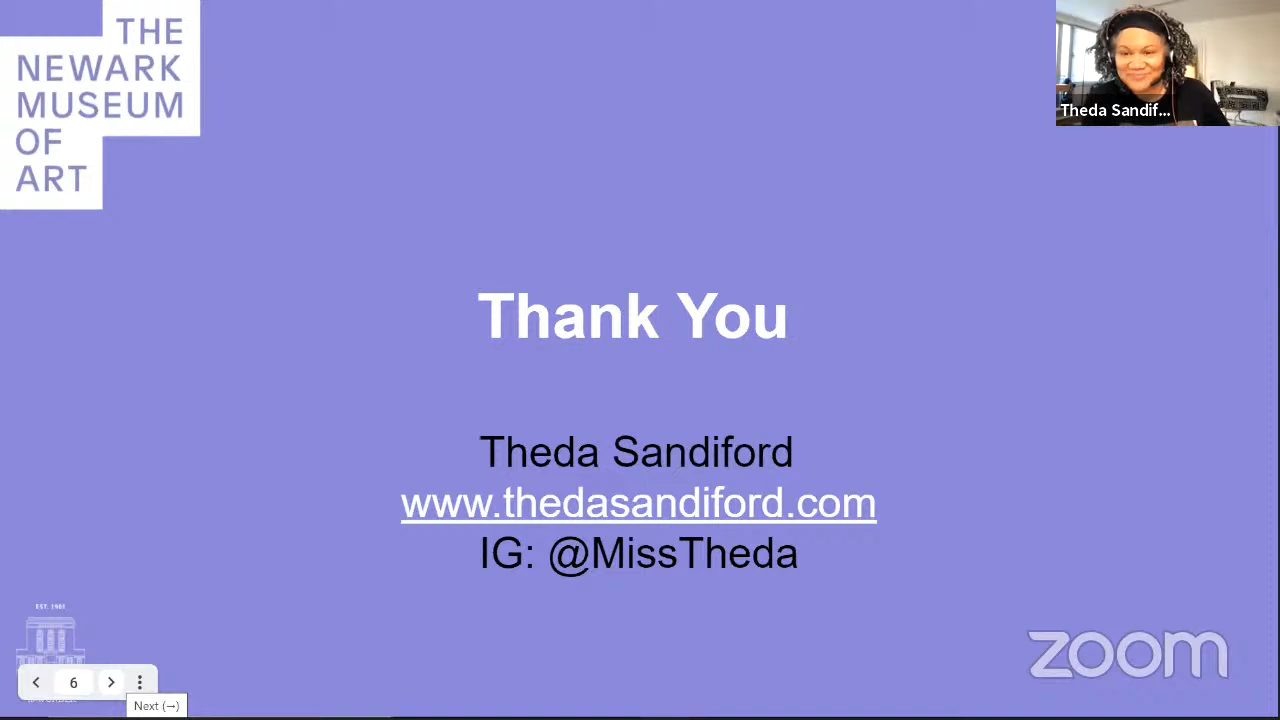 THE
NEWARK
MUSEUM
OF
ART
Theda Sandif...
Thank You
Theda Sandiford
www.thedasandiford.com
IG: @MissTheda
EST. 1981
zoom
6
Next (→)